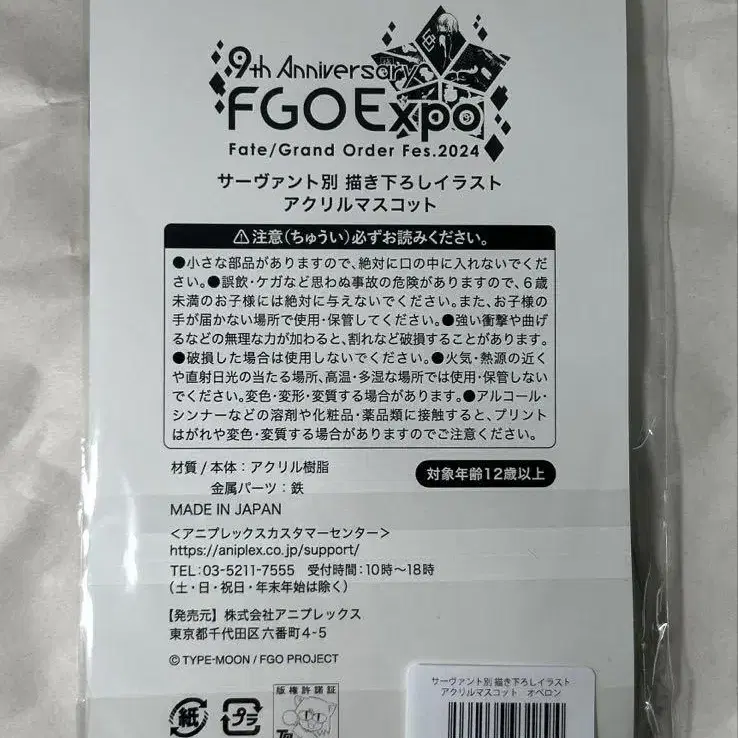 9th Anniversary
FGO Expo
Fate/Grand Order Fes.2024
サーヴァント別 描き下ろしイラスト
アクリルマスコット
⚠注意(ちゅうい)必ずお読みください。
●小さな部品がありますので、絶対に口の中に入れないでくだ
さい。●誤飲・ケガなど思わぬ事故の危険がありますので、6歳
未満のお子様には絶対に与えないでください。また、お子様の
手が届かない場所で使用・保管してください。●強い衝撃や曲げ
るなどの無理な力が加わると、割れなど破損することがあります。
●破損した場合は使用しないでください。●火気・熱源の近く
や直射日光の当たる場所、高温・多湿な場所では使用・保管しない
でください。変色・変形・変質する場合があります。●アルコール・
シンナーなどの溶剤や化粧品・薬品類に接触すると、プリント
はがれや変色・変質する場合がありますのでご注意ください。
材質/本体:アクリル樹脂
金属パーツ:鉄
対象年齢12歳以上
MADE IN JAPAN
<アニプレックスカスタマーセンター>
https://aniplex.co.jp/support/
TEL:03-5211-7555 受付時間:10時〜18時
(土・日・祝日・年末年始は除く)
【発売元】株式会社アニプレックス
東京都千代田区六番町4-5
© TYPE-MOON / FGO PROJECT
紙
プラ
版権許諾証
サーヴァント別 描き下ろしイラスト
アクリルマスコット オベロン